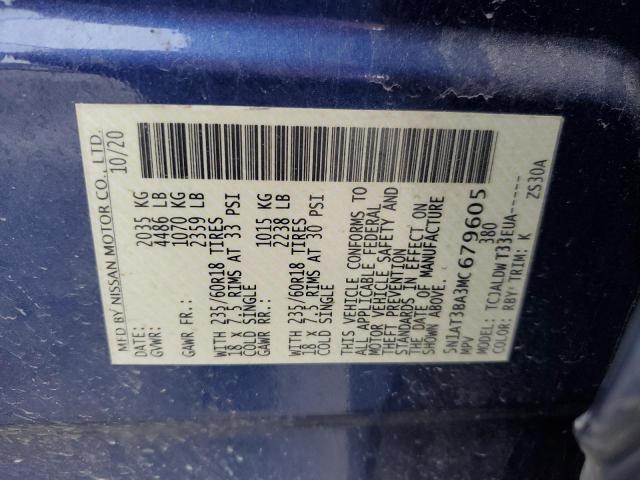 MFD BY NISSAN MOTOR CO., LTD.
DATE: 10/20
GVWR: 2035 KG
4486 LB
GAWR FR.: 1070 KG
2359 LB
WITH 235/60R18 TIRES
18 X 7.5 RIMS AT 33 PSI
COLD SINGLE
GAWR RR.: 1015 KG
2238 LB
WITH 235/60R18 TIRES
18 X 7.5 RIMS AT 30 PSI
COLD SINGLE
THIS VEHICLE CONFORMS TO
ALL APPLICABLE FEDERAL
MOTOR VEHICLE SAFETY AND
THEFT PREVENTION
STANDARDS IN EFFECT ON
THE DATE OF MANUFACTURE
SHOWN ABOVE.
5N1AT3BA3MC679605
MPV 380
MODEL: TCJALDWT33EUA------
COLOR: RBY TRIM: K ZS30A